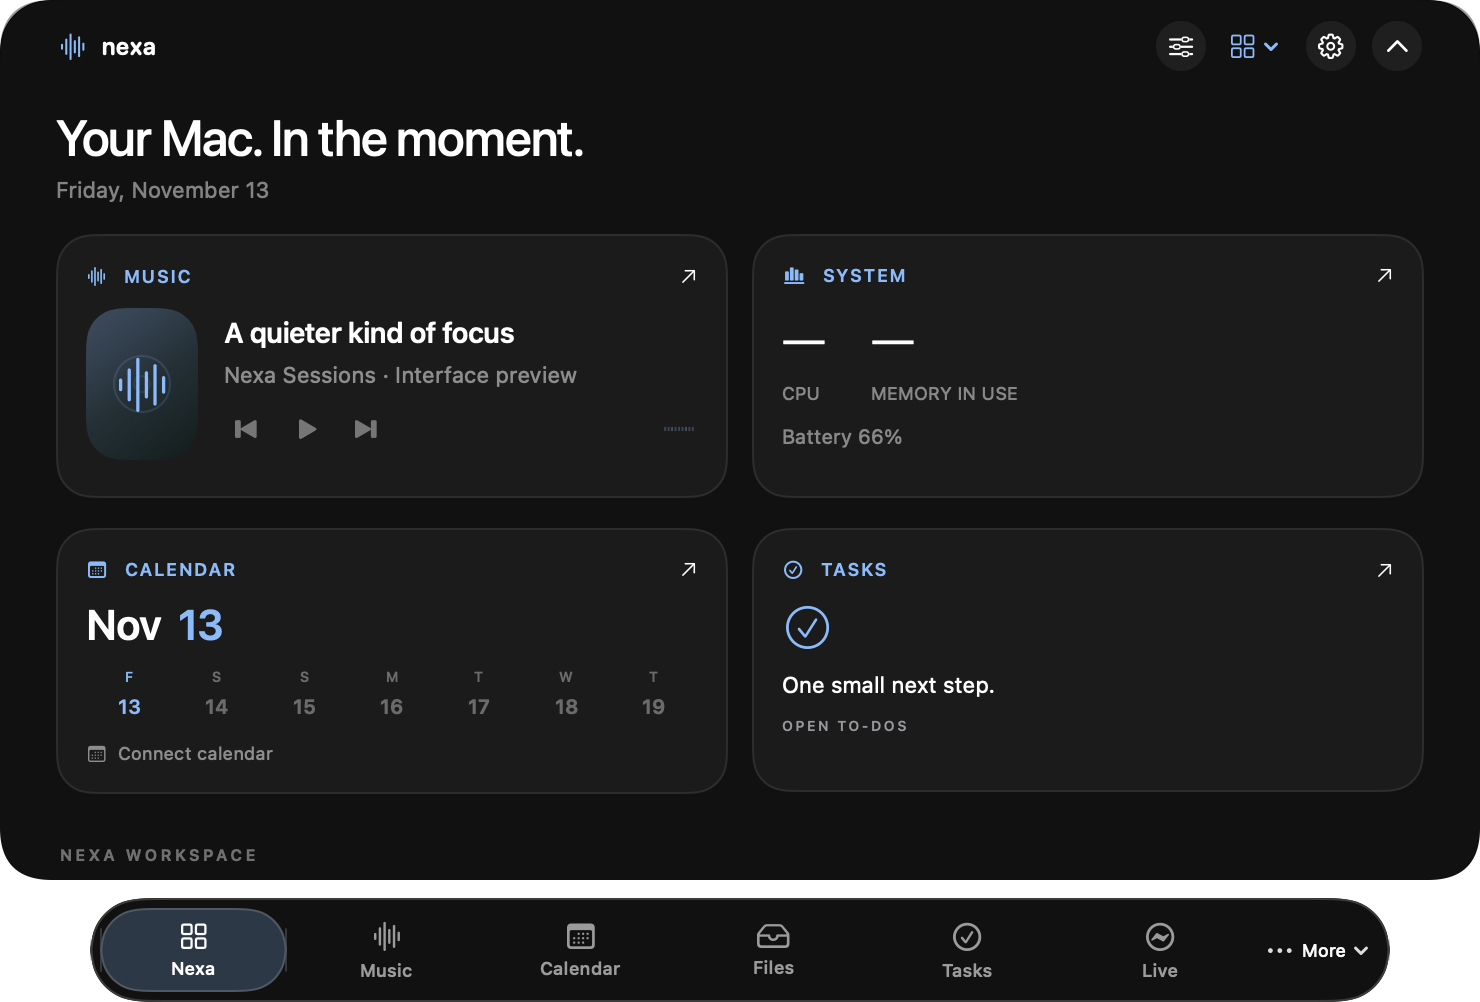 nexa
Your Mac. In the moment.
Friday, November 13
MUSIC
A quieter kind of focus
Nexa Sessions · Interface preview
SYSTEM
— —
CPU MEMORY IN USE
Battery 66%
CALENDAR
Nov 13
F S S M T W T
13 14 15 16 17 18 19
Connect calendar
TASKS
One small next step.
OPEN TO-DOS
NEXA WORKSPACE
Nexa Music Calendar Files Tasks Live ··· More